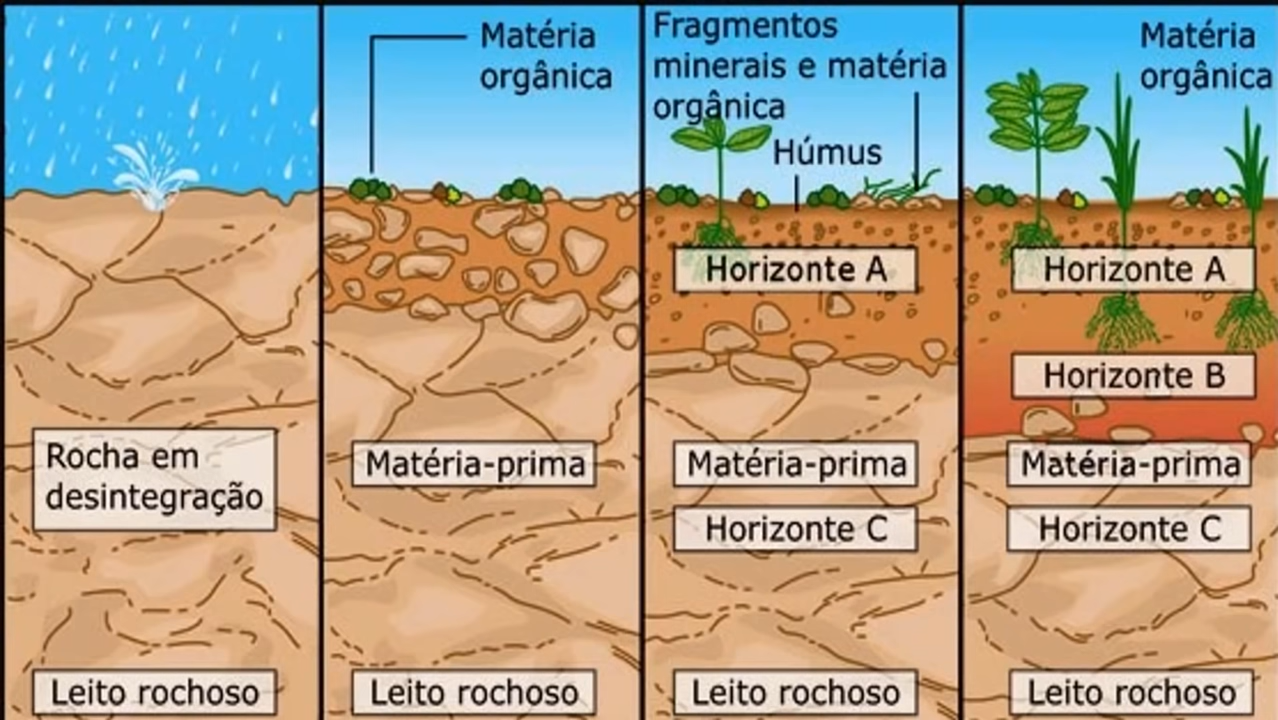 Rocha em
desintegração
Leito rochoso
Matéria
orgânica
Matéria-prima
Leito rochoso
Fragmentos
minerais e matéria
orgânica
Húmus
Horizonte A
Matéria-prima
Horizonte C
Leito rochoso
Matéria
orgânica
Horizonte A
Horizonte B
Matéria-prima
Horizonte C
Leito rochoso